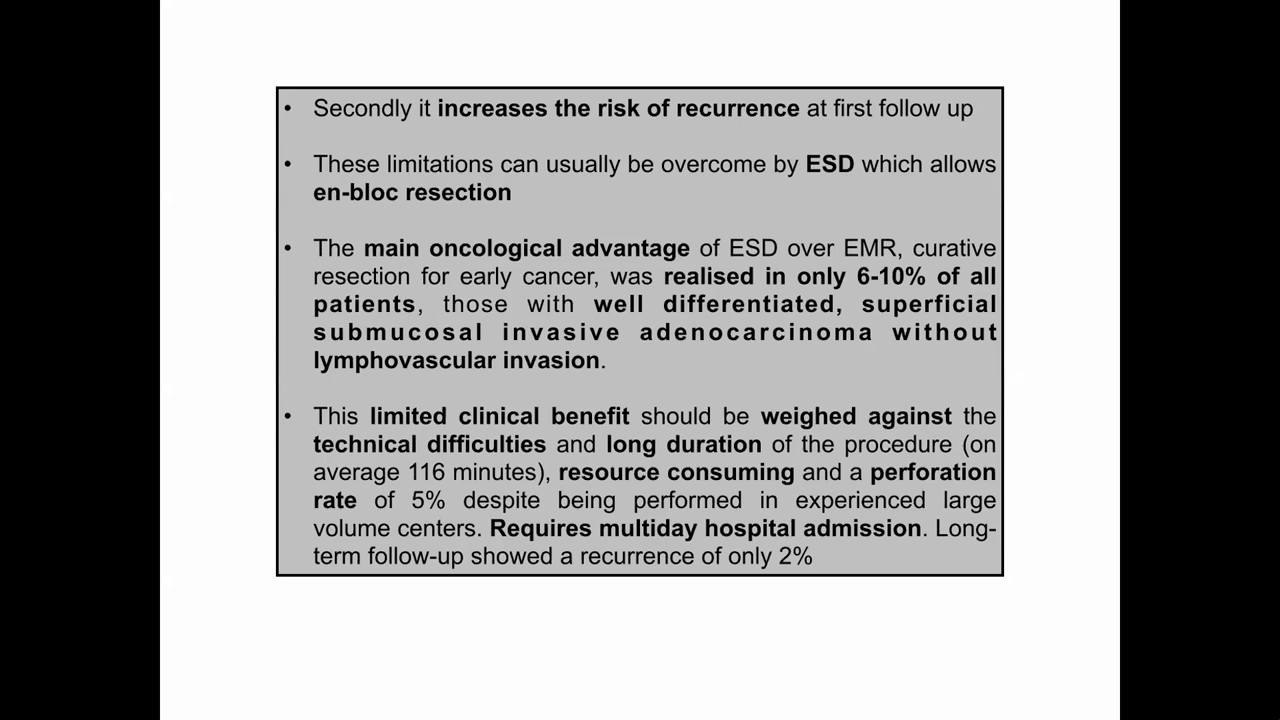 • Secondly it increases the risk of recurrence at first follow up
• These limitations can usually be overcome by ESD which allows
en-bloc resection
• The main oncological advantage of ESD over EMR, curative
resection for early cancer, was realised in only 6-10% of all
patients, those with well differentiated, superficial
submucosal invasive adenocarcinoma without
lymphovascular invasion.
• This limited clinical benefit should be weighed against the
technical difficulties and long duration of the procedure (on
average 116 minutes), resource consuming and a perforation
rate of 5% despite being performed in experienced large
volume centers. Requires multiday hospital admission. Long-
term follow-up showed a recurrence of only 2%